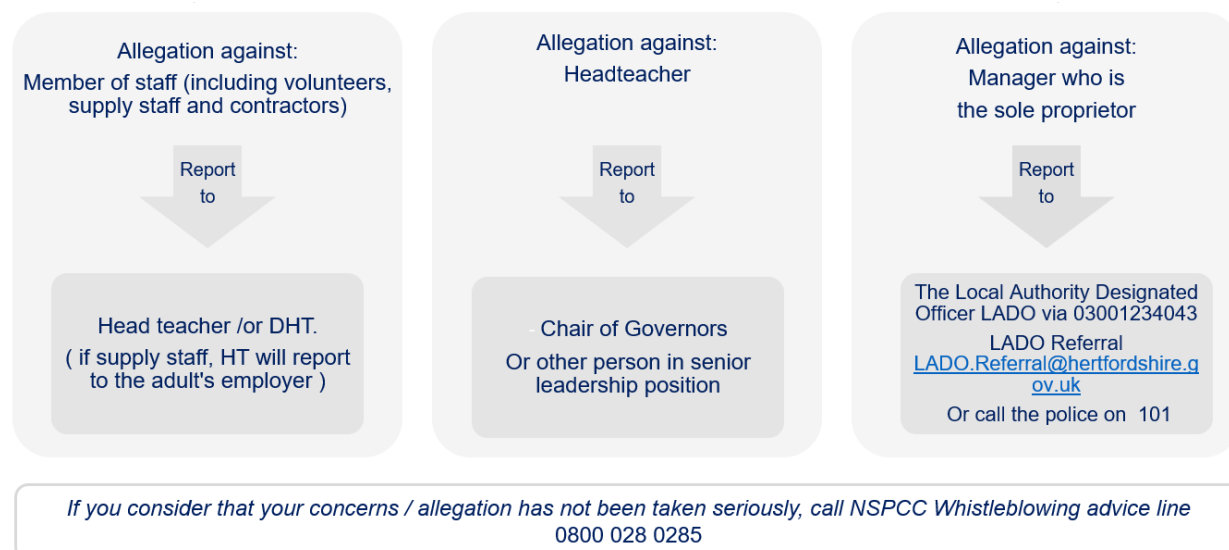 Allegation against:
Member of staff (including volunteers,
supply staff and contractors)
Report
to
Head teacher /or DHT.
( if supply staff, HT will report
to the adult's employer )
Allegation against:
Headteacher
Report
to
- Chair of Governors
Or other person in senior
leadership position
Allegation against:
Manager who is
the sole proprietor
Report
to
The Local Authority Designated
Officer LADO via 03001234043
LADO Referral
LADO.Referral@hertfordshire.g
ov.uk
Or call the police on 101
If you consider that your concerns / allegation has not been taken seriously, call NSPCC Whistleblowing advice line
0800 028 0285